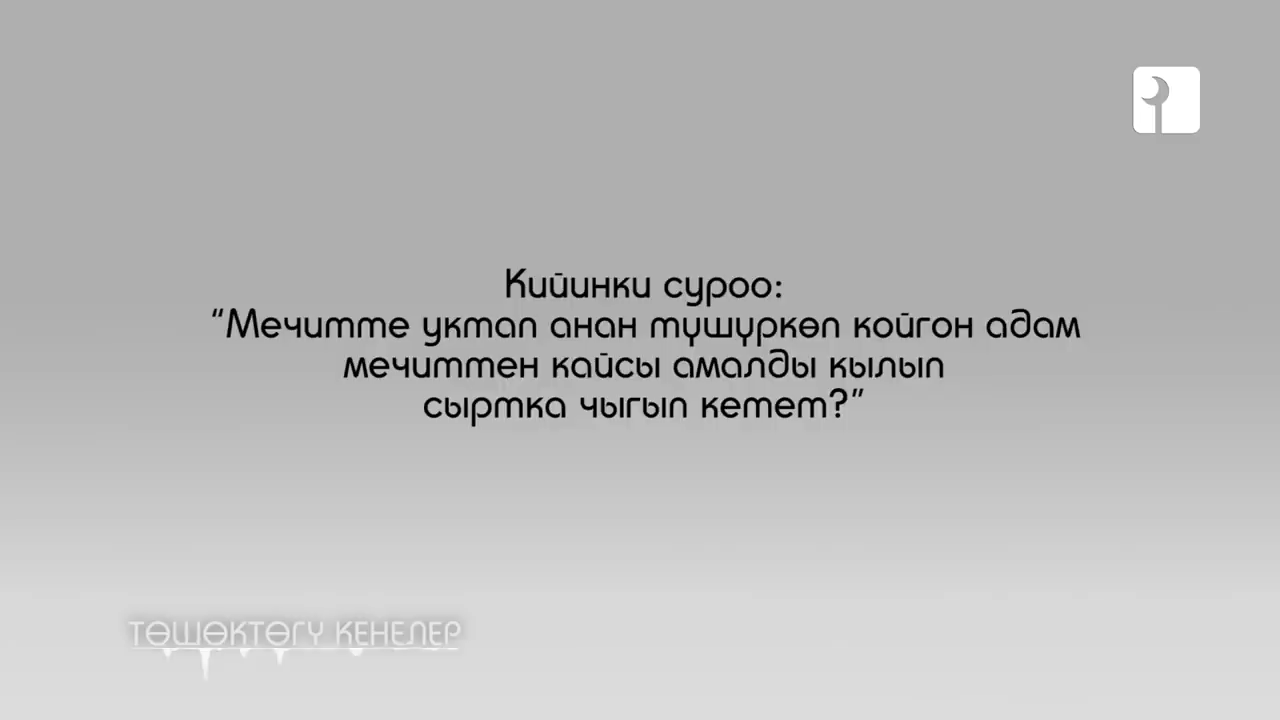 Кийинки суроо:
“Мечитте уктап анан түшүркөп койгон адам
мечиттен кайсы амалды кылып
сыртка чыгып кетет?”
ТӨШӨКТӨГҮ КЕНЕЛЕР